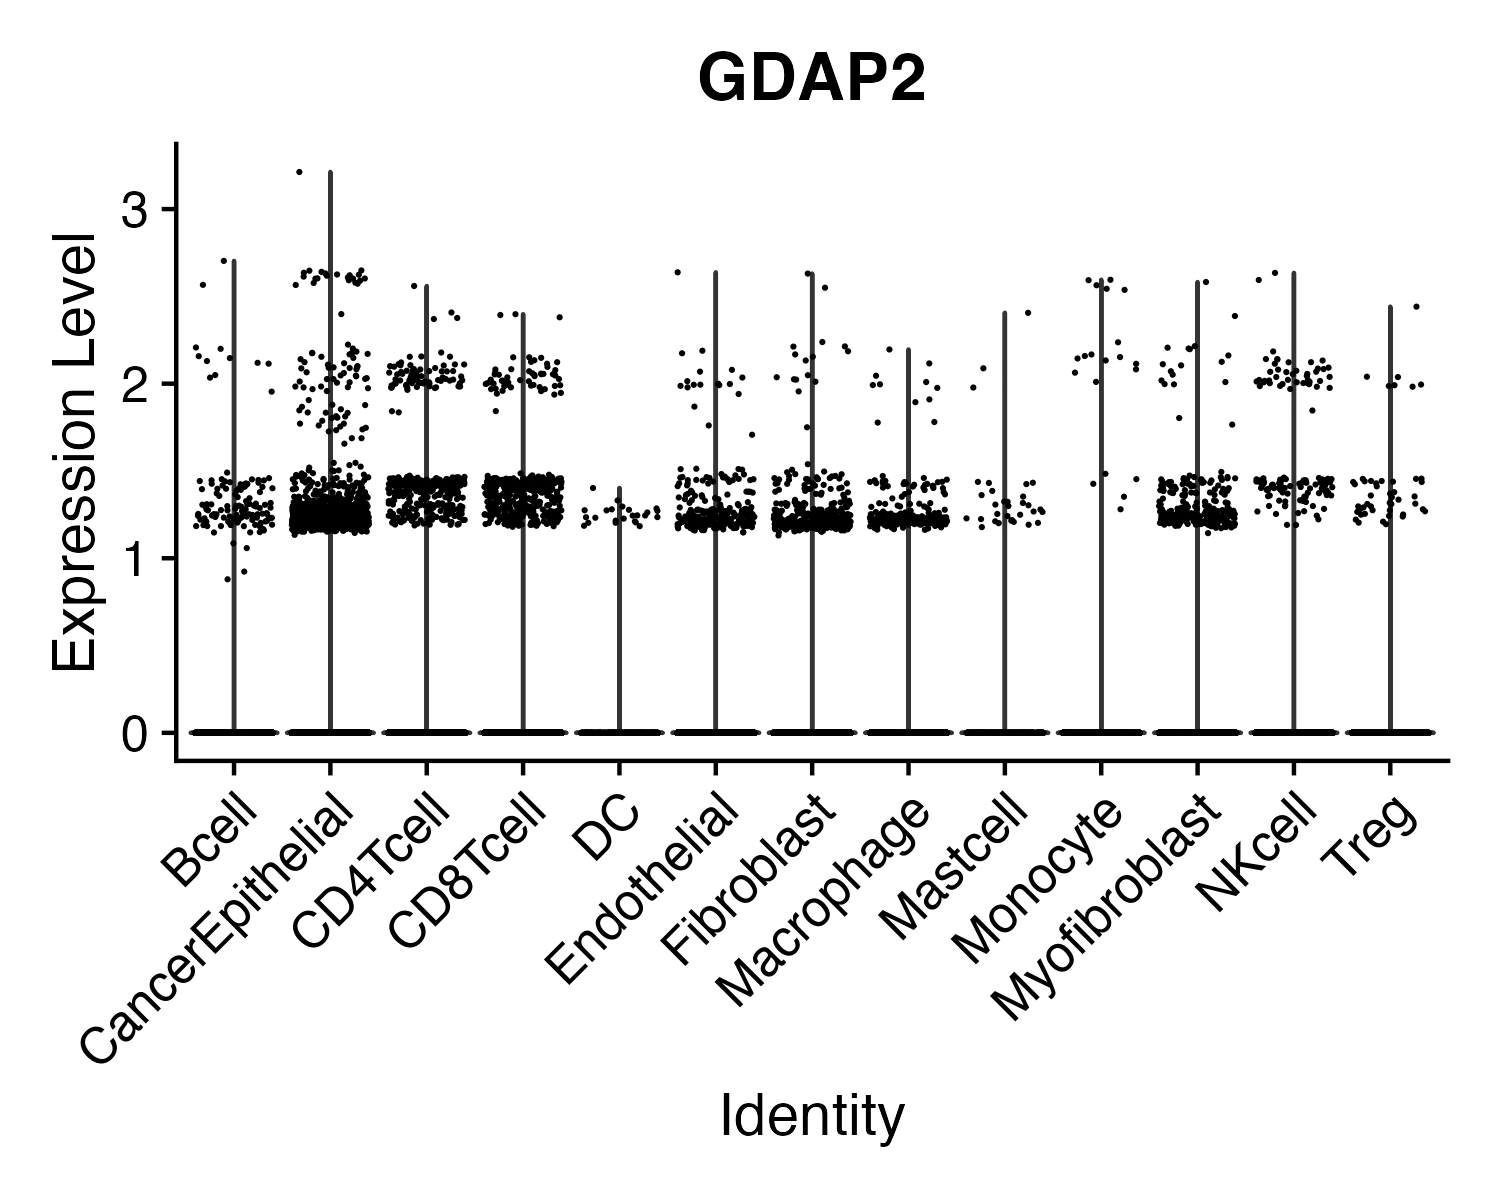 GDAP2
Expression Level
3
2
1
0
Bcell
CancerEpithelial
CD4Tcell
CD8Tcell
DC
Endothelial
Fibroblast
Macrophage
Mastcell
Monocyte
Myofibroblast
NKcell
Treg
Identity